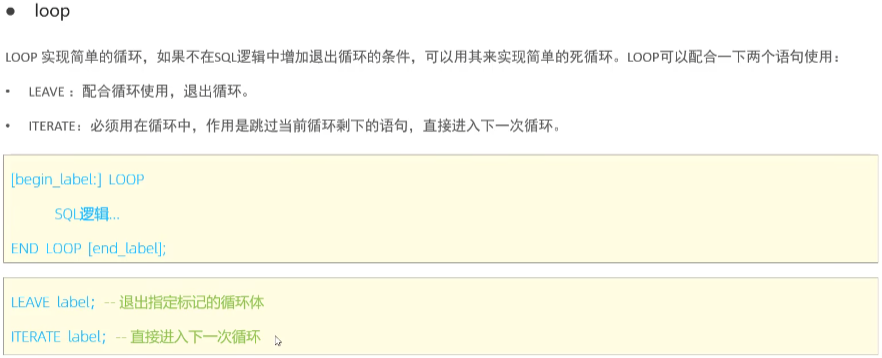 ● loop
LOOP 实现简单的循环，如果不在SQL逻辑中增加退出循环的条件，可以用其来实现简单的死循环。LOOP可以配合一下两个语句使用：
• LEAVE ：配合循环使用，退出循环。
• ITERATE：必须用在循环中，作用是跳过当前循环剩下的语句，直接进入下一次循环。
[begin_label:] LOOP
SQL逻辑...
END LOOP [end_label];
LEAVE label; -- 退出指定标记的循环体
ITERATE label; -- 直接进入下一次循环